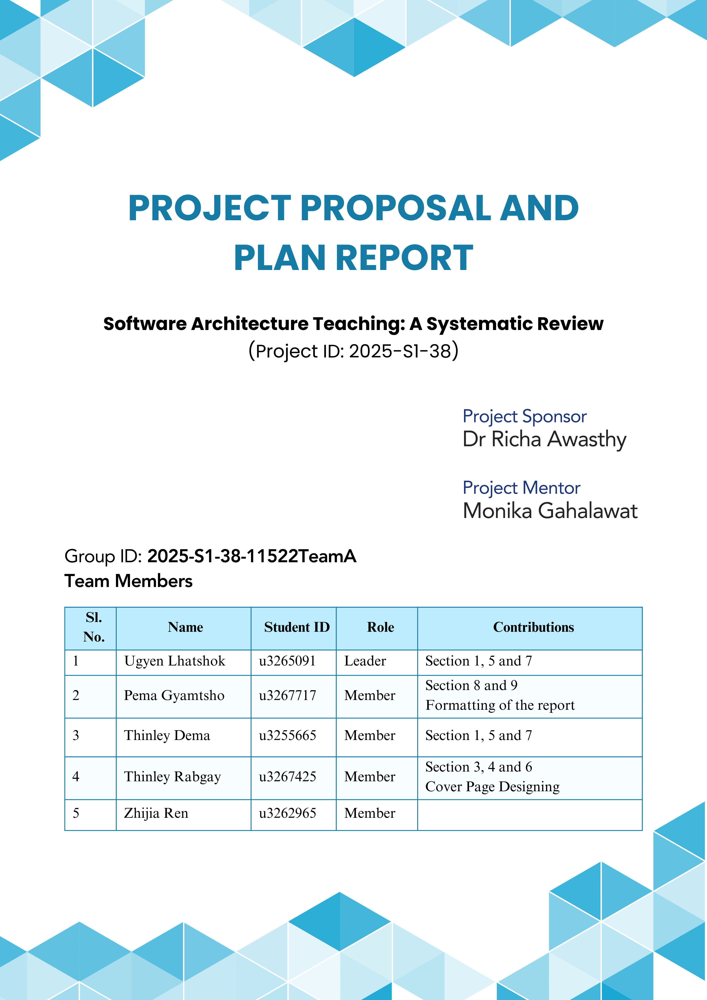 PROJECT PROPOSAL AND
PLAN REPORT
Software Architecture Teaching: A Systematic Review
(Project ID: 2025-S1-38)
Project Sponsor
Dr Richa Awasthy
Project Mentor
Monika Gahalawat
Group ID: 2025-S1-38-11522TeamA
Team Members
Sl. No. Name Student ID Role Contributions
1 Ugyen Lhatshok u3265091 Leader Section 1, 5 and 7
2 Pema Gyamtsho u3267717 Member Section 8 and 9
Formatting of the report
3 Thinley Dema u3255665 Member Section 1, 5 and 7
4 Thinley Rabgay u3267425 Member Section 3, 4 and 6
Cover Page Designing
5 Zhijia Ren u3262965 Member